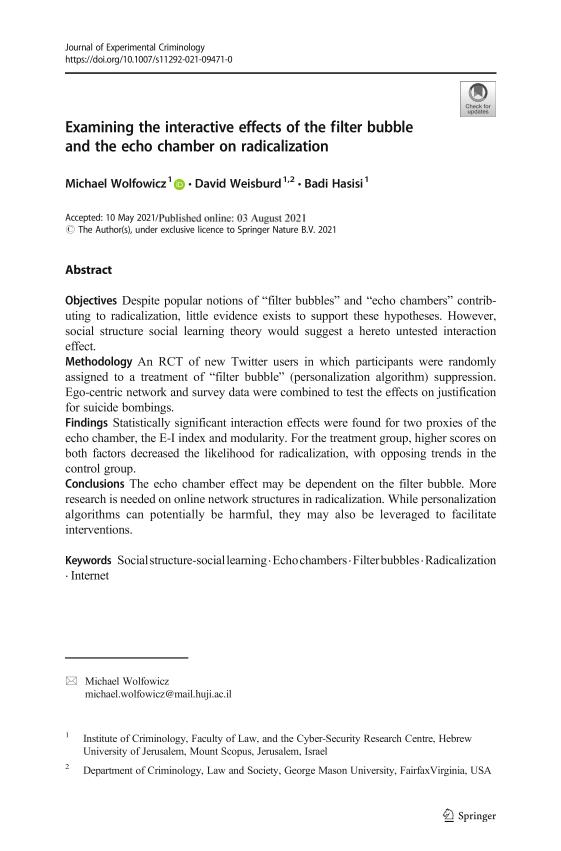 Journal of Experimental Criminology
https://doi.org/10.1007/s11292-021-09471-0
Check for
updates
Examining the interactive effects of the filter bubble
and the echo chamber on radicalization
Michael Wolfowicz 1 iD · David Weisburd 1,2 · Badi Hasisi 1
Accepted: 10 May 2021/Published online: 03 August 2021
© The Author(s), under exclusive licence to Springer Nature B.V. 2021
Abstract
Objectives Despite popular notions of “filter bubbles” and “echo chambers” contrib-
uting to radicalization, little evidence exists to support these hypotheses. However,
social structure social learning theory would suggest a hereto untested interaction
effect.
Methodology An RCT of new Twitter users in which participants were randomly
assigned to a treatment of “filter bubble” (personalization algorithm) suppression.
Ego-centric network and survey data were combined to test the effects on justification
for suicide bombings.
Findings Statistically significant interaction effects were found for two proxies of the
echo chamber, the E-I index and modularity. For the treatment group, higher scores on
both factors decreased the likelihood for radicalization, with opposing trends in the
control group.
Conclusions The echo chamber effect may be dependent on the filter bubble. More
research is needed on online network structures in radicalization. While personalization
algorithms can potentially be harmful, they may also be leveraged to facilitate
interventions.
Keywords Social structure-social learning · Echo chambers · Filter bubbles · Radicalization
· Internet
Michael Wolfowicz
michael.wolfowicz@mail.huji.ac.il
1 Institute of Criminology, Faculty of Law, and the Cyber-Security Research Centre, Hebrew
University of Jerusalem, Mount Scopus, Jerusalem, Israel
2 Department of Criminology, Law and Society, George Mason University, FairfaxVirginia, USA
Springer